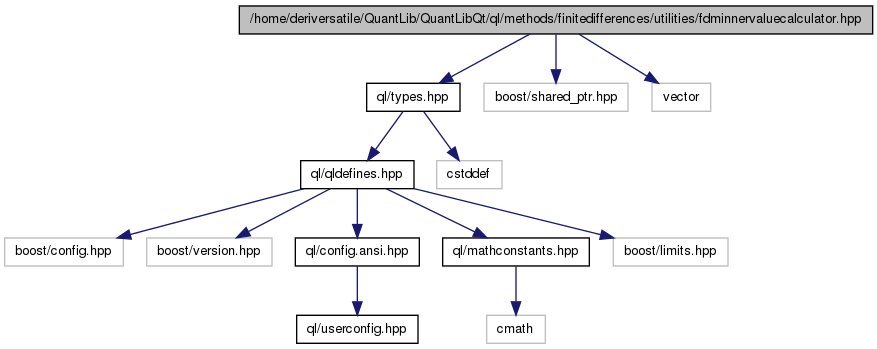 /home/deriversatile/QuantLib/QuantLibQt/ql/methods/finitedifferences/utilities/fdminnervaluecalculator.hpp
ql/types.hpp
boost/shared_ptr.hpp
vector
ql/qldefines.hpp
cstddef
boost/config.hpp
boost/version.hpp
ql/config.ansi.hpp
ql/mathconstants.hpp
boost/limits.hpp
ql/userconfig.hpp
cmath